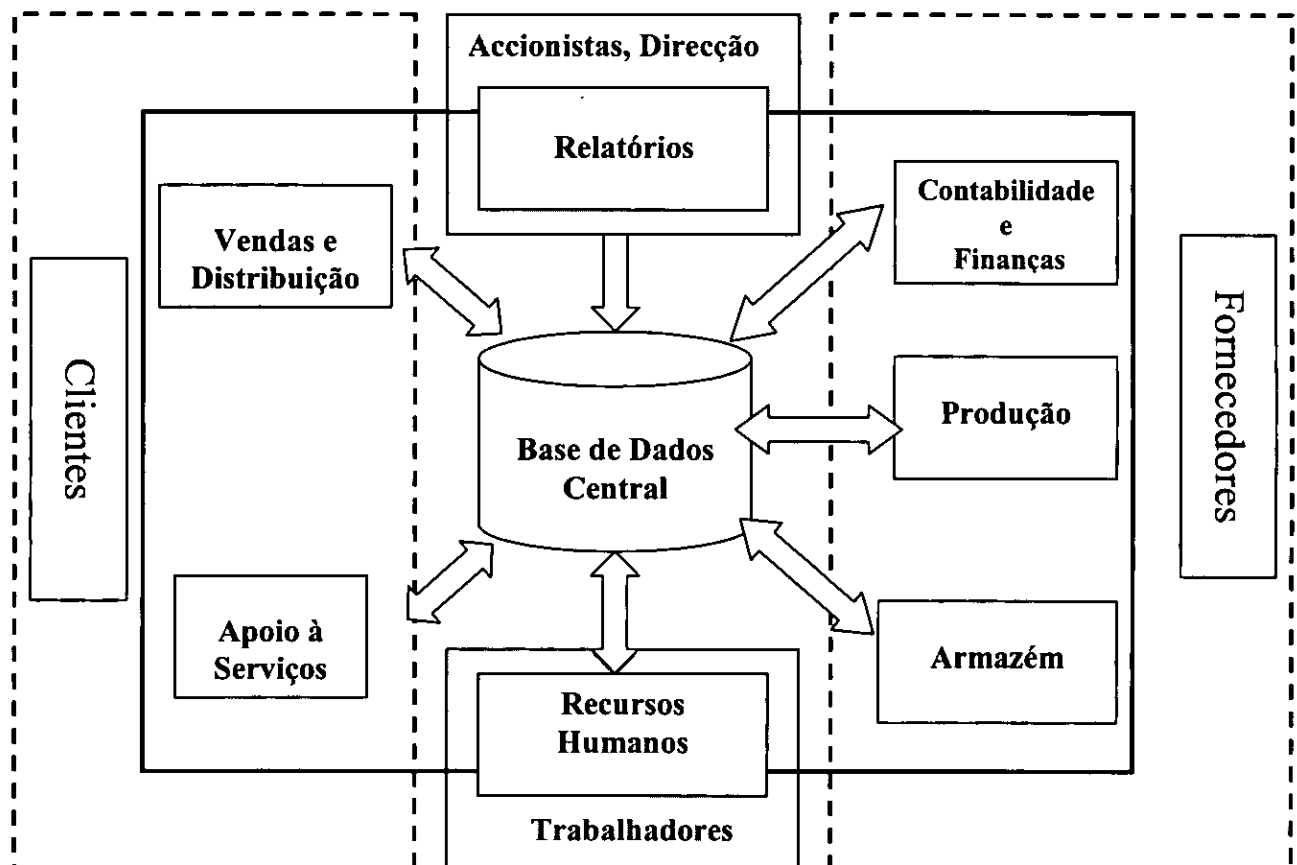 Accionistas, Direcção
Relatórios
Vendas e
Distribuição
Contabilidade
e
Finanças
Clientes
Fornecedores
Base de Dados
Central
Produção
Apoio à
Serviços
Armazém
Recursos
Humanos
Trabalhadores